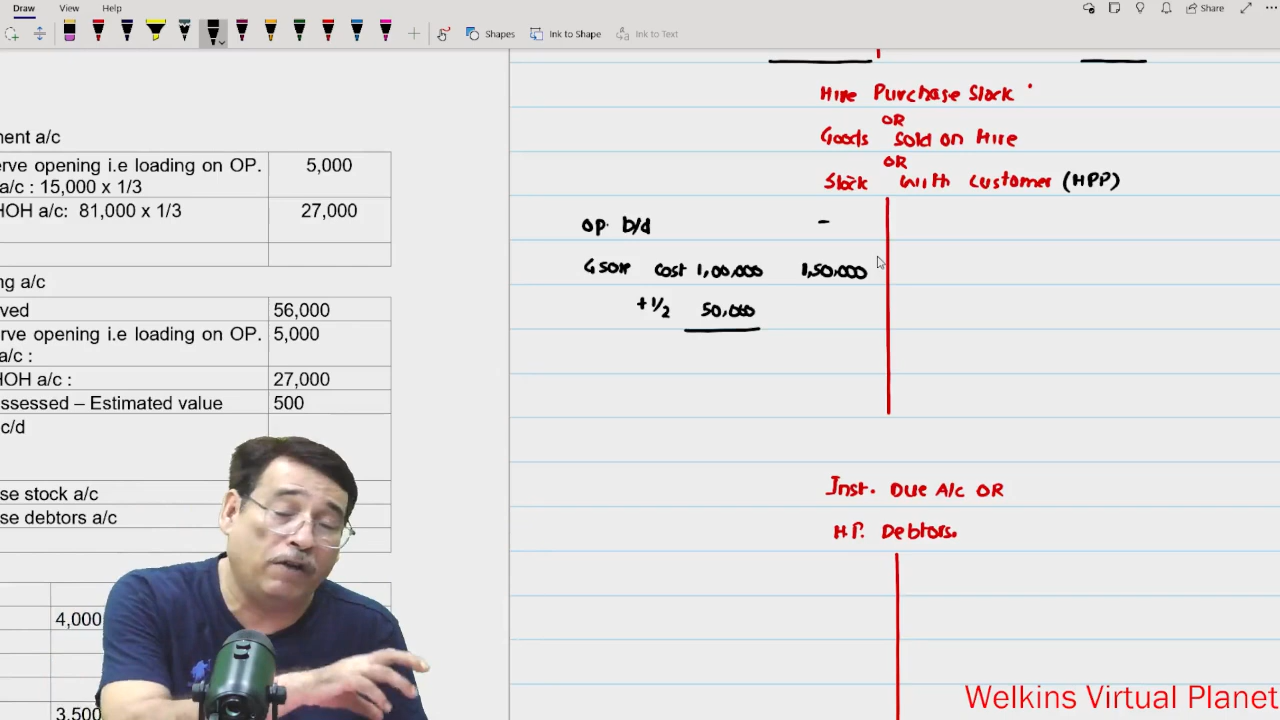 Draw View Help
Share
Shapes Ink to Shape Ink to Text
nent a/c
erve opening i.e loading on OP.
a/c : 15,000 x 1/3 5,000
HOH a/c: 81,000 x 1/3 27,000
ng a/c
ved 56,000
erve opening i.e loading on OP.
a/c : 5,000
HOH a/c : 27,000
ssessed – Estimated value 500
c/d
se stock a/c
se debtors a/c
4,000
3,500
Hire Purchase Stock
OR
Goods Sold on Hire
OR
Stock with Customer (HPP)
OP. b/d -
GSOHP Cost 1,00,000 1,50,000
+ 1/2 50,000
Inst. Due A/c OR
H.P. Debtors.
Welkins Virtual Planet